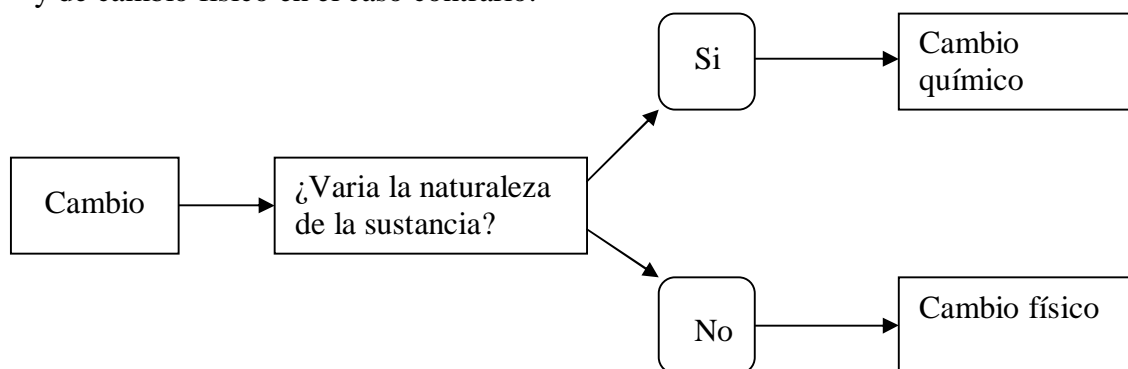 y de cambio físico en el caso contrario.
Si
Cambio
químico
Cambio
¿Varia la naturaleza
de la sustancia?
No
Cambio físico